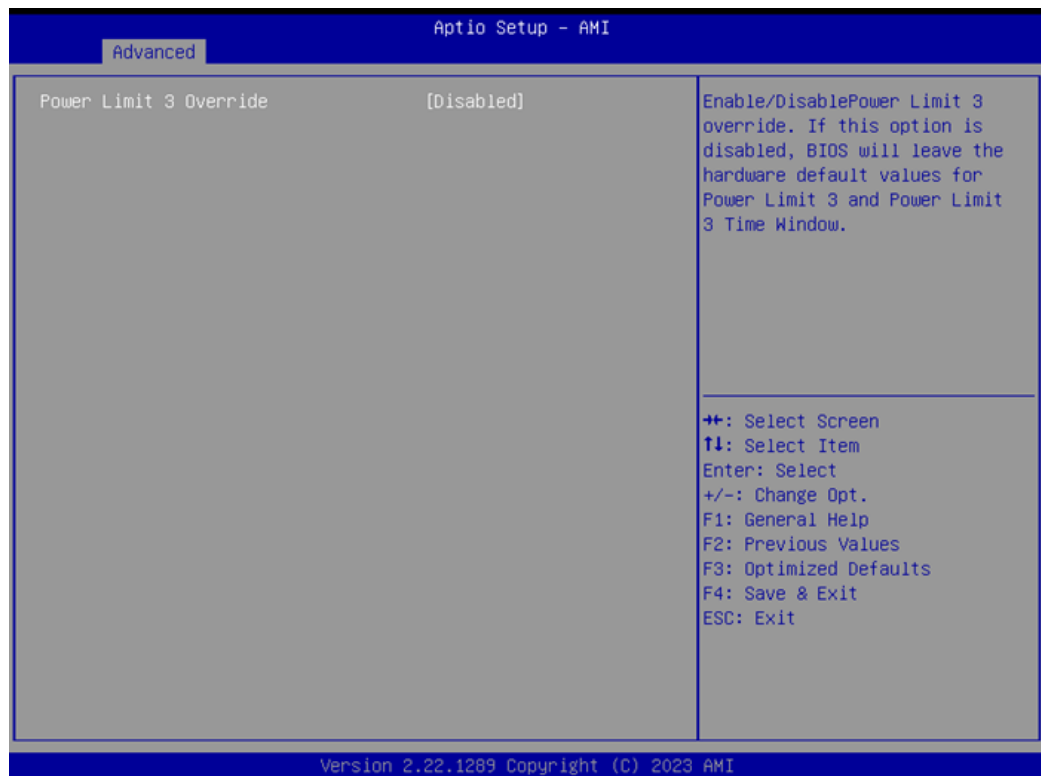 Aptio Setup - AMI
Advanced
Power Limit 3 Override [Disabled]
Enable/DisablePower Limit 3
override. If this option is
disabled, BIOS will leave the
hardware default values for
Power Limit 3 and Power Limit
3 Time Window.
→←: Select Screen
↑↓: Select Item
Enter: Select
+/-: Change Opt.
F1: General Help
F2: Previous Values
F3: Optimized Defaults
F4: Save & Exit
ESC: Exit
Version 2.22.1289 Copyright (C) 2023 AMI